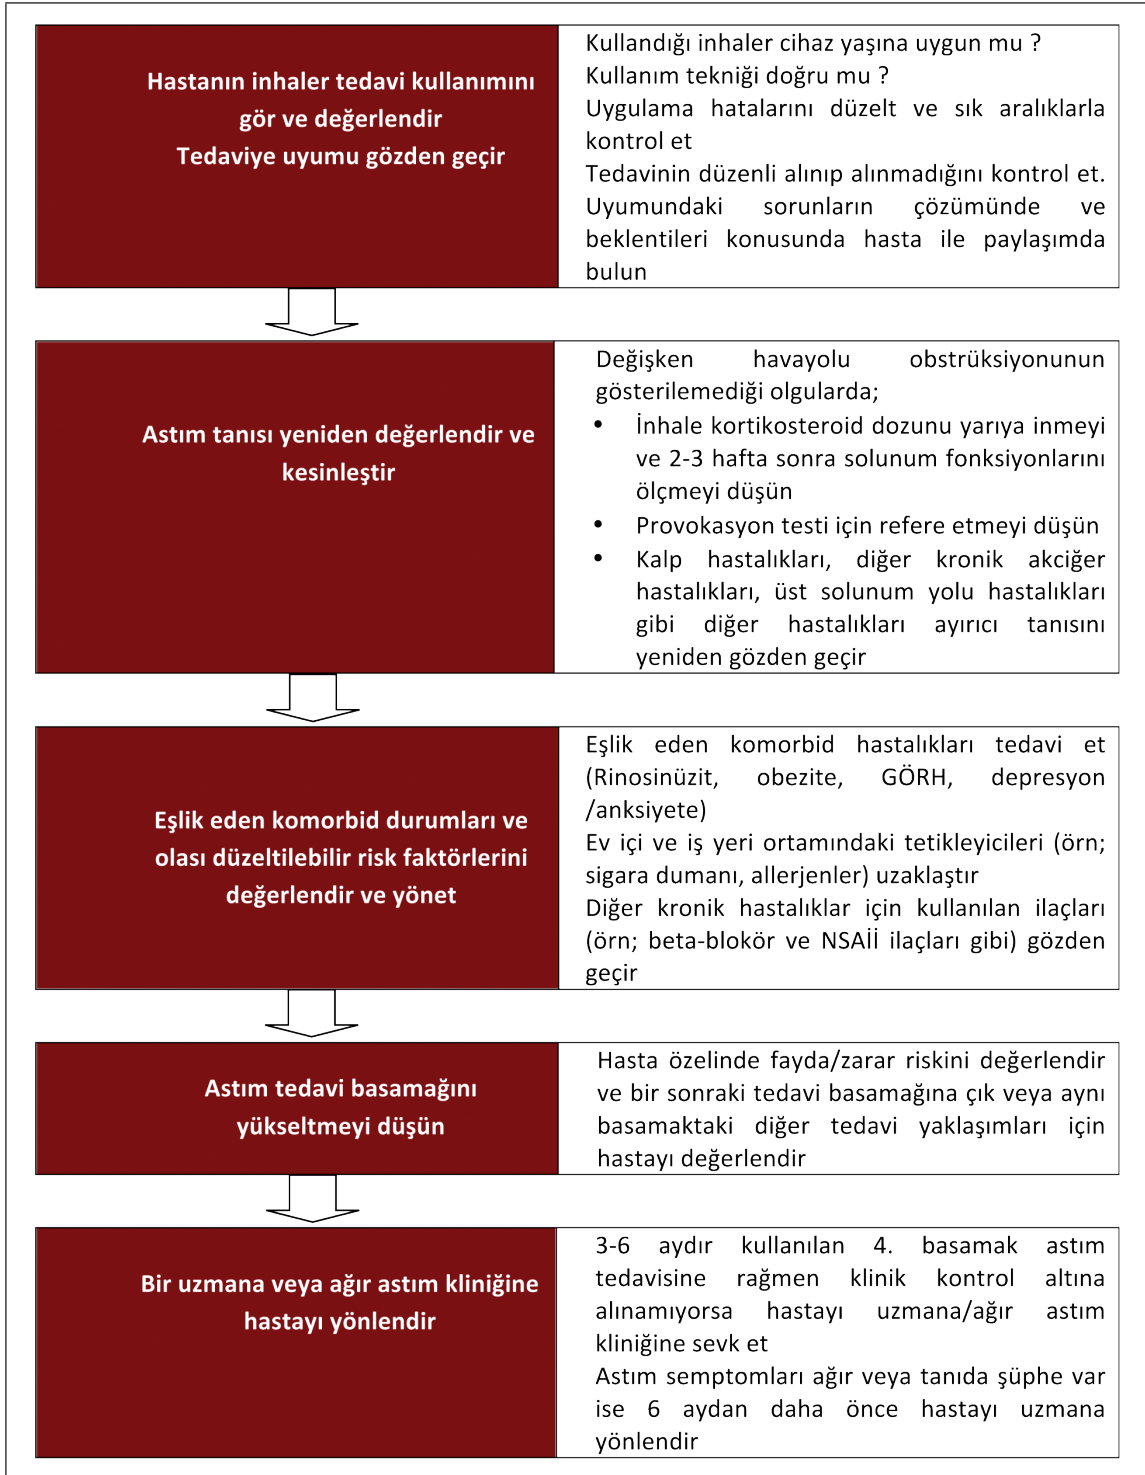 Hastanın inhaler tedavi kullanımını
gör ve değerlendir
Tedaviye uyumu gözden geçir
Kullandığı inhaler cihaz yaşına uygun mu ?
Kullanım tekniği doğru mu ?
Uygulama hatalarını düzelt ve sık aralıklarla
kontrol et
Tedavinin düzenli alınıp alınmadığını kontrol et.
Uyumundaki sorunların çözümünde ve
beklentileri konusunda hasta ile paylaşımda
bulun
Astım tanısı yeniden değerlendir ve
kesinleştir
Değişken havayolu obstrüksiyonunun
gösterilemediği olgularda;
• İnhale kortikosteroid dozunu yarıya inmeyi
ve 2-3 hafta sonra solunum fonksiyonlarını
ölçmeyi düşün
• Provokasyon testi için refere etmeyi düşün
• Kalp hastalıkları, diğer kronik akciğer
hastalıkları, üst solunum yolu hastalıkları
gibi diğer hastalıkları ayırıcı tanısını
yeniden gözden geçir
Eşlik eden komorbid durumları ve
olası düzeltilebilir risk faktörlerini
değerlendir ve yönet
Eşlik eden komorbid hastalıkları tedavi et
(Rinosinüzit, obezite, GÖRH, depresyon
/anksiyete)
Ev içi ve iş yeri ortamındaki tetikleyicileri (örn;
sigara dumanı, allerjenler) uzaklaştır
Diğer kronik hastalıklar için kullanılan ilaçları
(örn; beta-blokör ve NSAİİ ilaçları gibi) gözden
geçir
Astım tedavi basamağını
yükseltmeyi düşün
Hasta özelinde fayda/zarar riskini değerlendir
ve bir sonraki tedavi basamağına çık veya aynı
basamaktaki diğer tedavi yaklaşımları için
hastayı değerlendir
Bir uzmana veya ağır astım kliniğine
hastayı yönlendir
3-6 aydır kullanılan 4. basamak astım
tedavisine rağmen klinik kontrol altına
alınamıyorsa hastayı uzmana/ağır astım
kliniğine sevk et
Astım semptomları ağır veya tanıda şüphe var
ise 6 aydan daha önce hastayı uzmana
yönlendir